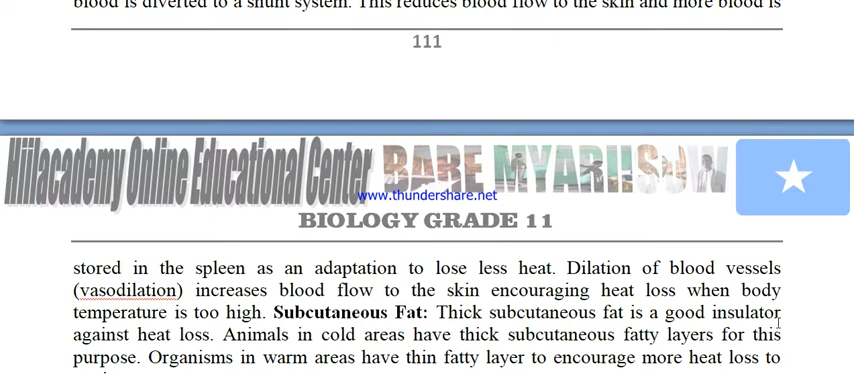 blood is diverted to a shunt system. This reduces blood flow to the skin and more blood is
111
Hiilacademy Online Educational Center BARE MYARHSOW
www.thundershare.net
BIOLOGY GRADE 11
stored in the spleen as an adaptation to lose less heat. Dilation of blood vessels
(vasodilation) increases blood flow to the skin encouraging heat loss when body
temperature is too high. Subcutaneous Fat: Thick subcutaneous fat is a good insulator
against heat loss. Animals in cold areas have thick subcutaneous fatty layers for this
purpose. Organisms in warm areas have thin fatty layer to encourage more heat loss to